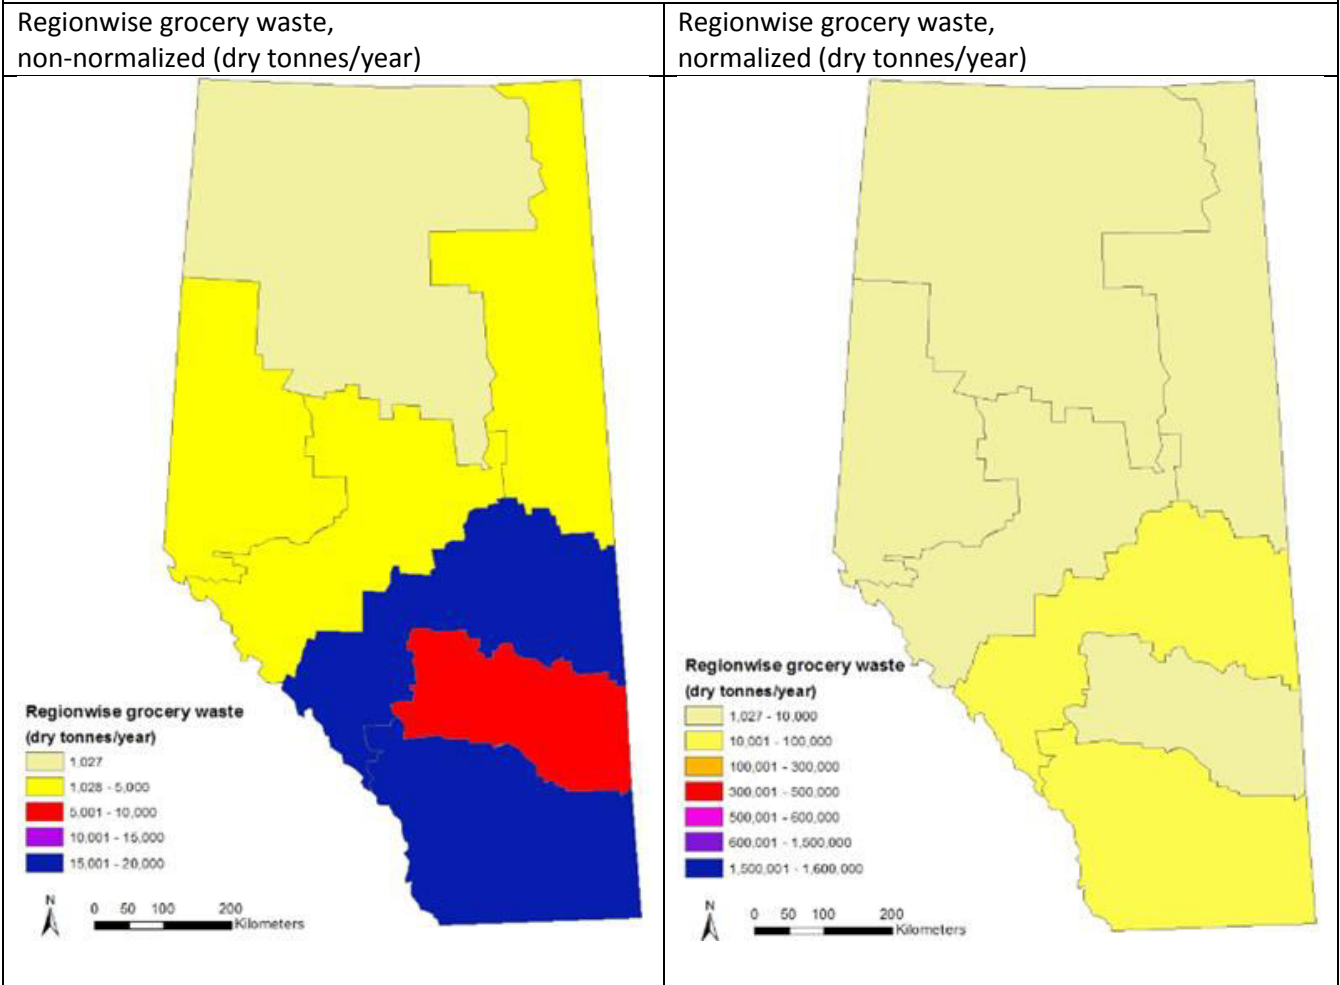 Regionwise grocery waste,
non-normalized (dry tonnes/year)
Regionwise grocery waste,
normalized (dry tonnes/year)
Regionwise grocery waste
(dry tonnes/year)
1,027
1,028 - 5,000
5,001 - 10,000
10,001 - 15,000
15,001 - 20,000
N
0 50 100 200
Kilometers
Regionwise grocery waste
(dry tonnes/year)
1,027 - 10,000
10,001 - 100,000
100,001 - 300,000
300,001 - 500,000
500,001 - 600,000
600,001 - 1,500,000
1,500,001 - 1,600,000
N
0 50 100 200
Kilometers